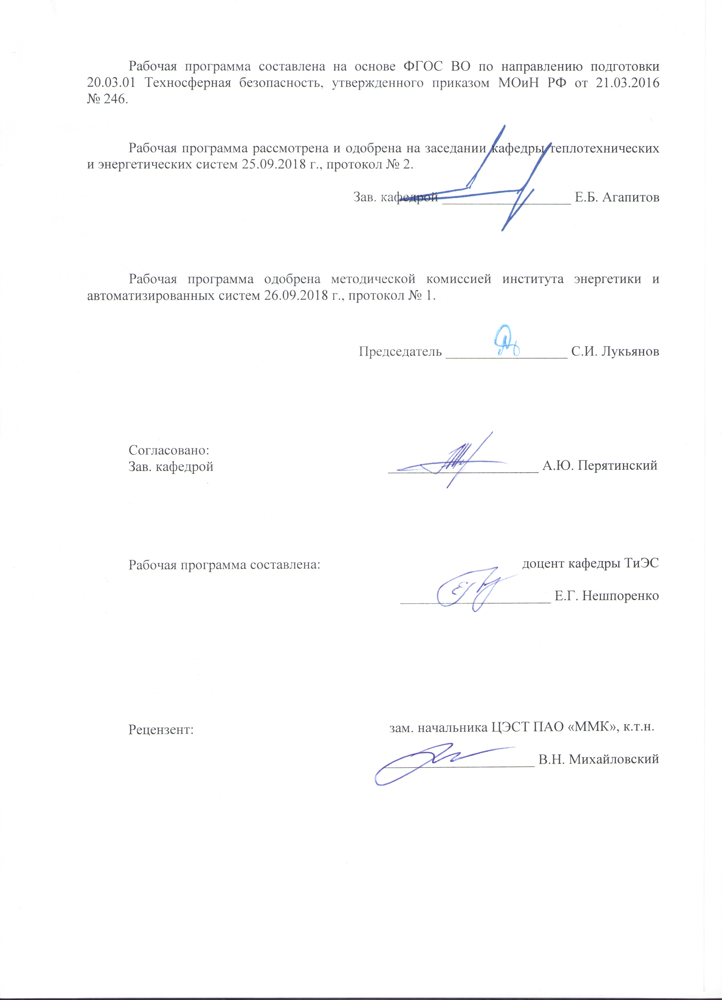 Рабочая программа составлена на основе ФГОС ВО по направлению подготовки
20.03.01 Техносферная безопасность, утвержденного приказом МОиН РФ от 21.03.2016
№ 246.
Рабочая программа рассмотрена и одобрена на заседании кафедры теплотехнических
и энергетических систем 25.09.2018 г., протокол № 2.
Зав. кафедрой __________________ Е.Б. Агапитов
Рабочая программа одобрена методической комиссией института энергетики и
автоматизированных систем 26.09.2018 г., протокол № 1.
Председатель _________________ С.И. Лукьянов
Согласовано:
Зав. кафедрой _____________________ А.Ю. Перятинский
Рабочая программа составлена: доцент кафедры ТиЭС
_____________________ Е.Г. Нешпоренко
Рецензент: зам. начальника ЦЭСТ ПАО «ММК», к.т.н.
_____________________ В.Н. Михайловский